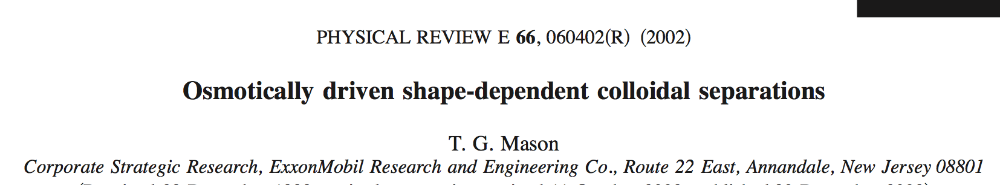 PHYSICAL REVIEW E 66, 060402(R) (2002)
Osmotically driven shape-dependent colloidal separations
T. G. Mason
Corporate Strategic Research, ExxonMobil Research and Engineering Co., Route 22 East, Annandale, New Jersey 08801